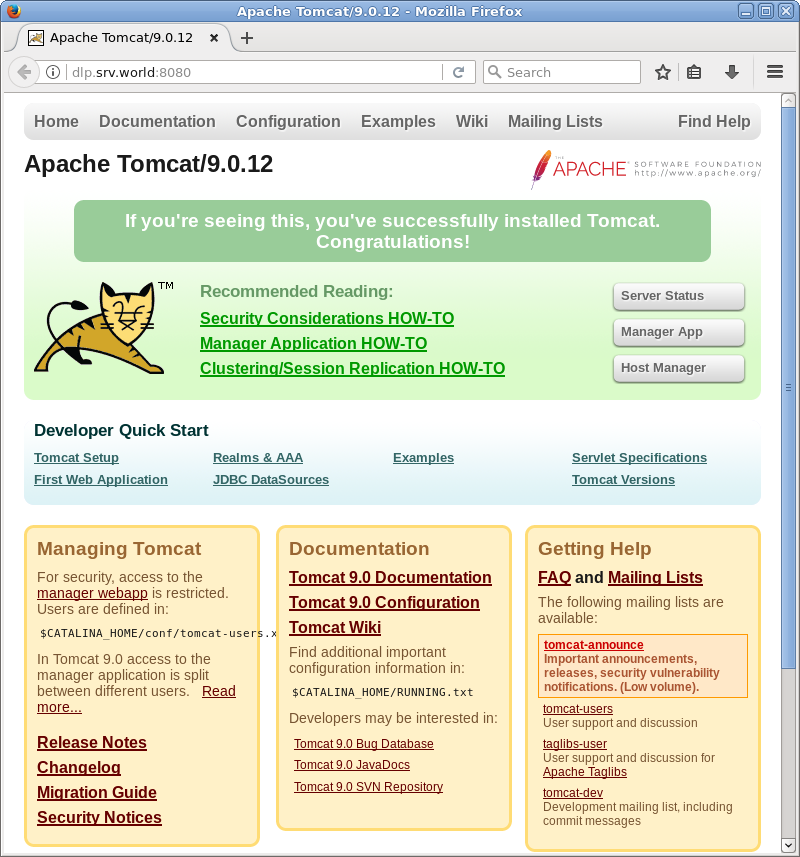 Apache Tomcat/9.0.12 - Mozilla Firefox
Apache Tomcat/9.0.12
dlp.srv.world:8080
Search
Home Documentation Configuration Examples Wiki Mailing Lists Find Help
Apache Tomcat/9.0.12
THE
APACHE SOFTWARE FOUNDATION
http://www.apache.org/
If you're seeing this, you've successfully installed Tomcat.
Congratulations!
TM
Recommended Reading:
Security Considerations HOW-TO
Manager Application HOW-TO
Clustering/Session Replication HOW-TO
Server Status
Manager App
Host Manager
Developer Quick Start
Tomcat Setup Realms & AAA Examples Servlet Specifications
First Web Application JDBC DataSources Tomcat Versions
Managing Tomcat
For security, access to the
manager webapp is restricted.
Users are defined in:
$CATALINA_HOME/conf/tomcat-users.x
In Tomcat 9.0 access to the
manager application is split
between different users. Read
more...
Release Notes
Changelog
Migration Guide
Security Notices
Documentation
Tomcat 9.0 Documentation
Tomcat 9.0 Configuration
Tomcat Wiki
Find additional important
configuration information in:
$CATALINA_HOME/RUNNING.txt
Developers may be interested in:
Tomcat 9.0 Bug Database
Tomcat 9.0 JavaDocs
Tomcat 9.0 SVN Repository
Getting Help
FAQ and Mailing Lists
The following mailing lists are
available:
tomcat-announce
Important announcements,
releases, security vulnerability
notifications. (Low volume).
tomcat-users
User support and discussion
taglibs-user
User support and discussion for
Apache Taglibs
tomcat-dev
Development mailing list, including
commit messages